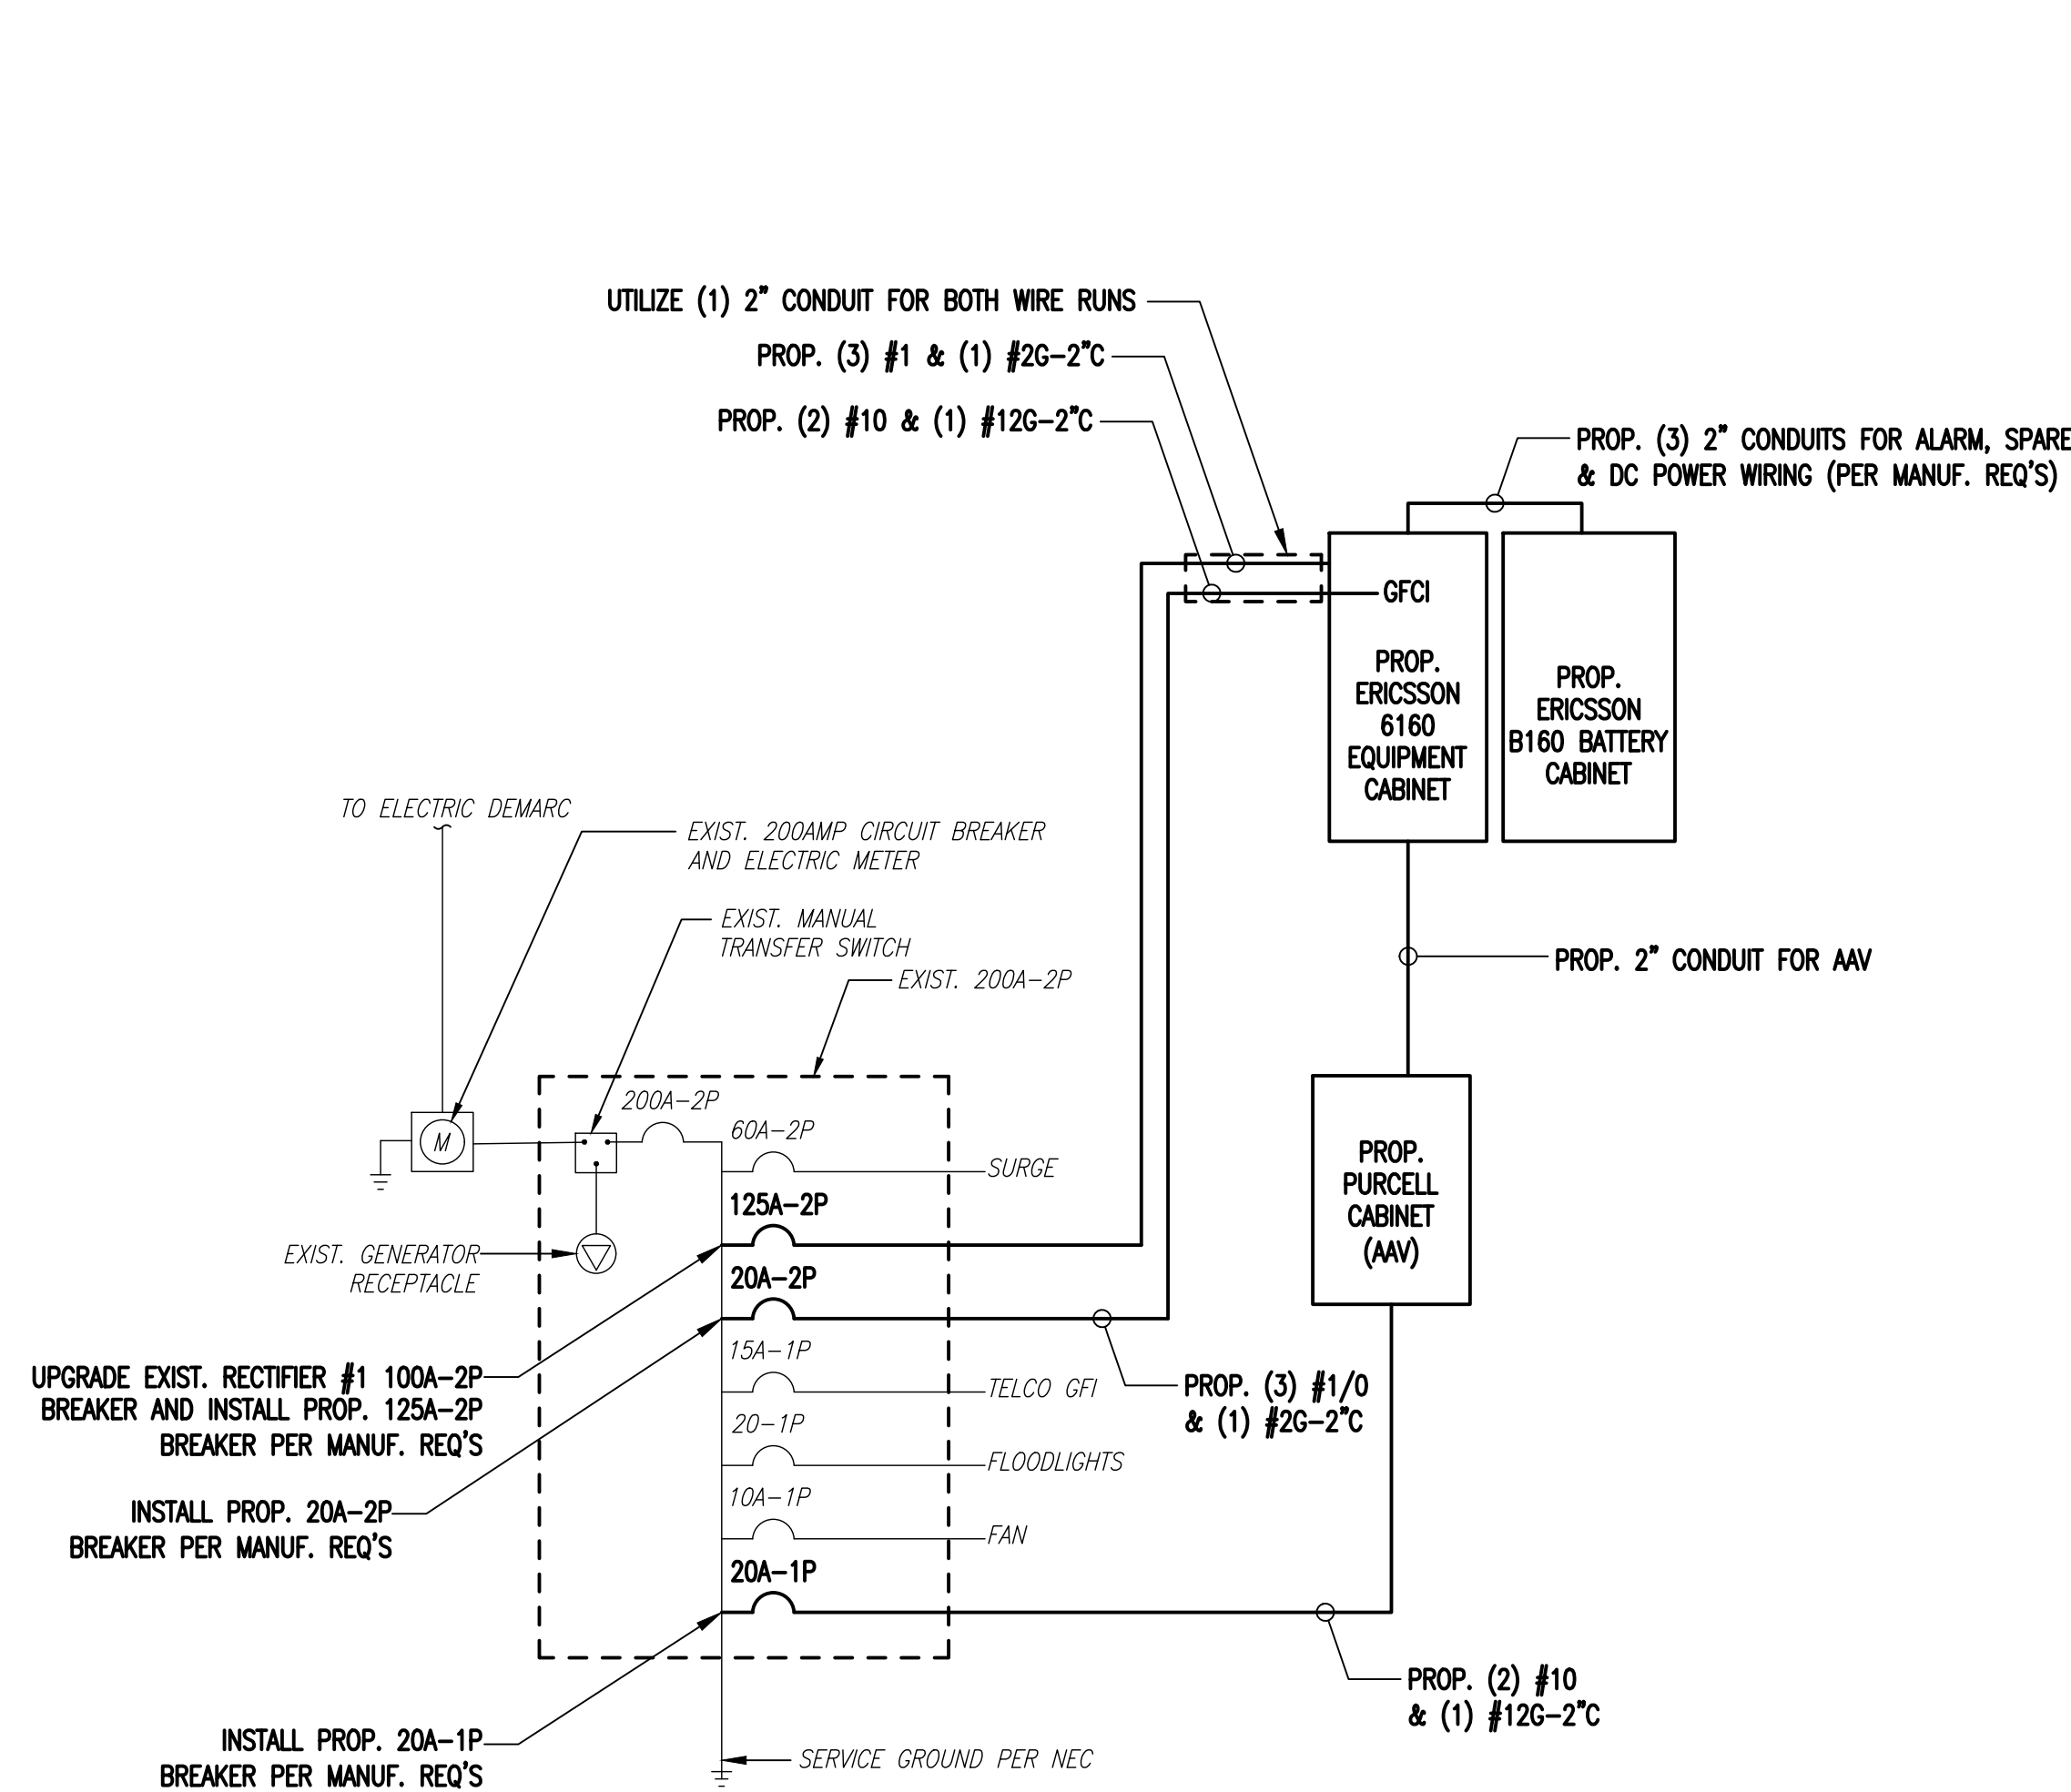 UTILIZE (1) 2" CONDUIT FOR BOTH WIRE RUNS
PROP. (3) #1 & (1) #2G-2"C
PROP. (2) #10 & (1) #12G-2"C
PROP. (3) 2" CONDUITS FOR ALARM, SPARE
& DC POWER WIRING (PER MANUF. REQ'S)
GFCI
PROP.
ERICSSON
6160
EQUIPMENT
CABINET
PROP.
ERICSSON
B160 BATTERY
CABINET
TO ELECTRIC DEMARC
EXIST. 200AMP CIRCUIT BREAKER
AND ELECTRIC METER
EXIST. MANUAL
TRANSFER SWITCH
EXIST. 200A-2P
PROP. 2" CONDUIT FOR AAV
200A-2P
M
60A-2P
SURGE
125A-2P
EXIST. GENERATOR
RECEPTACLE
20A-2P
PROP.
PURCELL
CABINET
(AAV)
15A-1P
TELCO GFI
UPGRADE EXIST. RECTIFIER #1 100A-2P
BREAKER AND INSTALL PROP. 125A-2P
BREAKER PER MANUF. REQ'S
PROP. (3) #1/0
& (1) #2G-2"C
20-1P
FLOODLIGHTS
10A-1P
FAN
INSTALL PROP. 20A-2P
BREAKER PER MANUF. REQ'S
20A-1P
PROP. (2) #10
& (1) #12G-2"C
INSTALL PROP. 20A-1P
BREAKER PER MANUF. REQ'S
SERVICE GROUND PER NEC